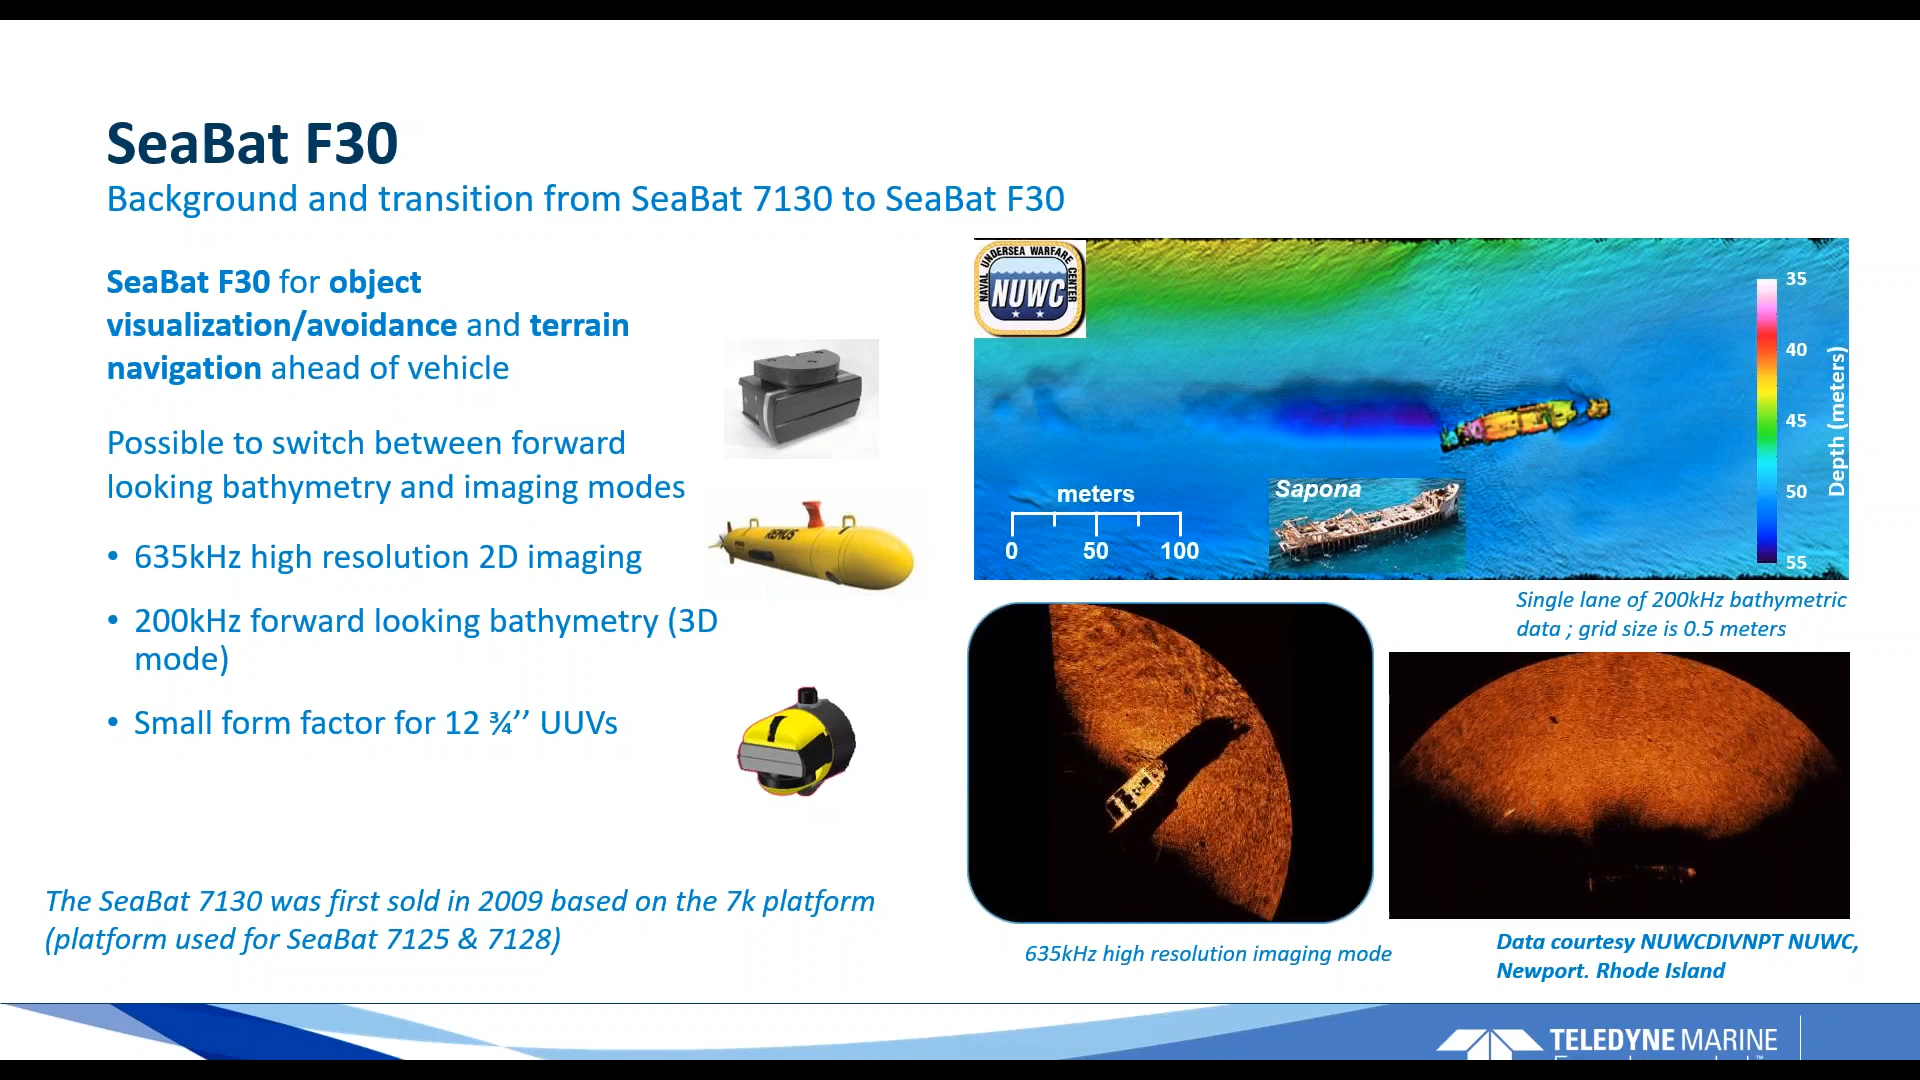 SeaBat F30
Background and transition from SeaBat 7130 to SeaBat F30
SeaBat F30 for object
visualization/avoidance and terrain
navigation ahead of vehicle
Possible to switch between forward
looking bathymetry and imaging modes
• 635kHz high resolution 2D imaging
• 200kHz forward looking bathymetry (3D
mode)
• Small form factor for 12 ¾’’ UUVs
The SeaBat 7130 was first sold in 2009 based on the 7k platform
(platform used for SeaBat 7125 & 7128)
REMUS
NAVAL UNDERSEA WARFARE CENTER
NUWC
meters
0 50 100
Sapona
35
40
45
50
55
Depth (meters)
Single lane of 200kHz bathymetric
data ; grid size is 0.5 meters
635kHz high resolution imaging mode
Data courtesy NUWCDIVNPT NUWC,
Newport. Rhode Island
TELEDYNE MARINE